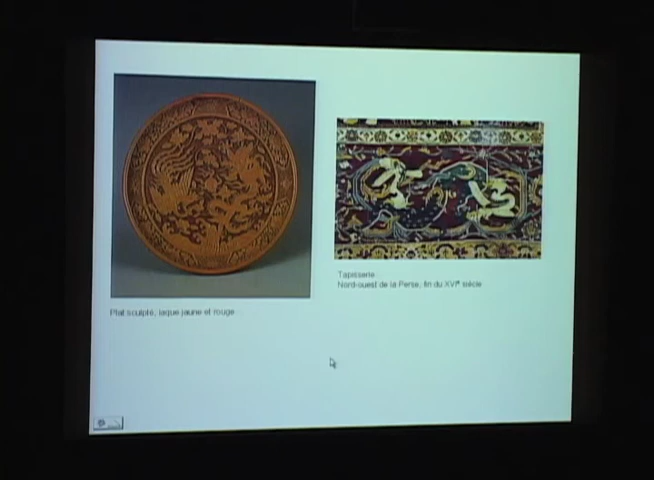 Plat sculpté, laque jaune et rouge
Tapisserie
Nord-ouest de la Perse, fin du XVIᵉ siècle